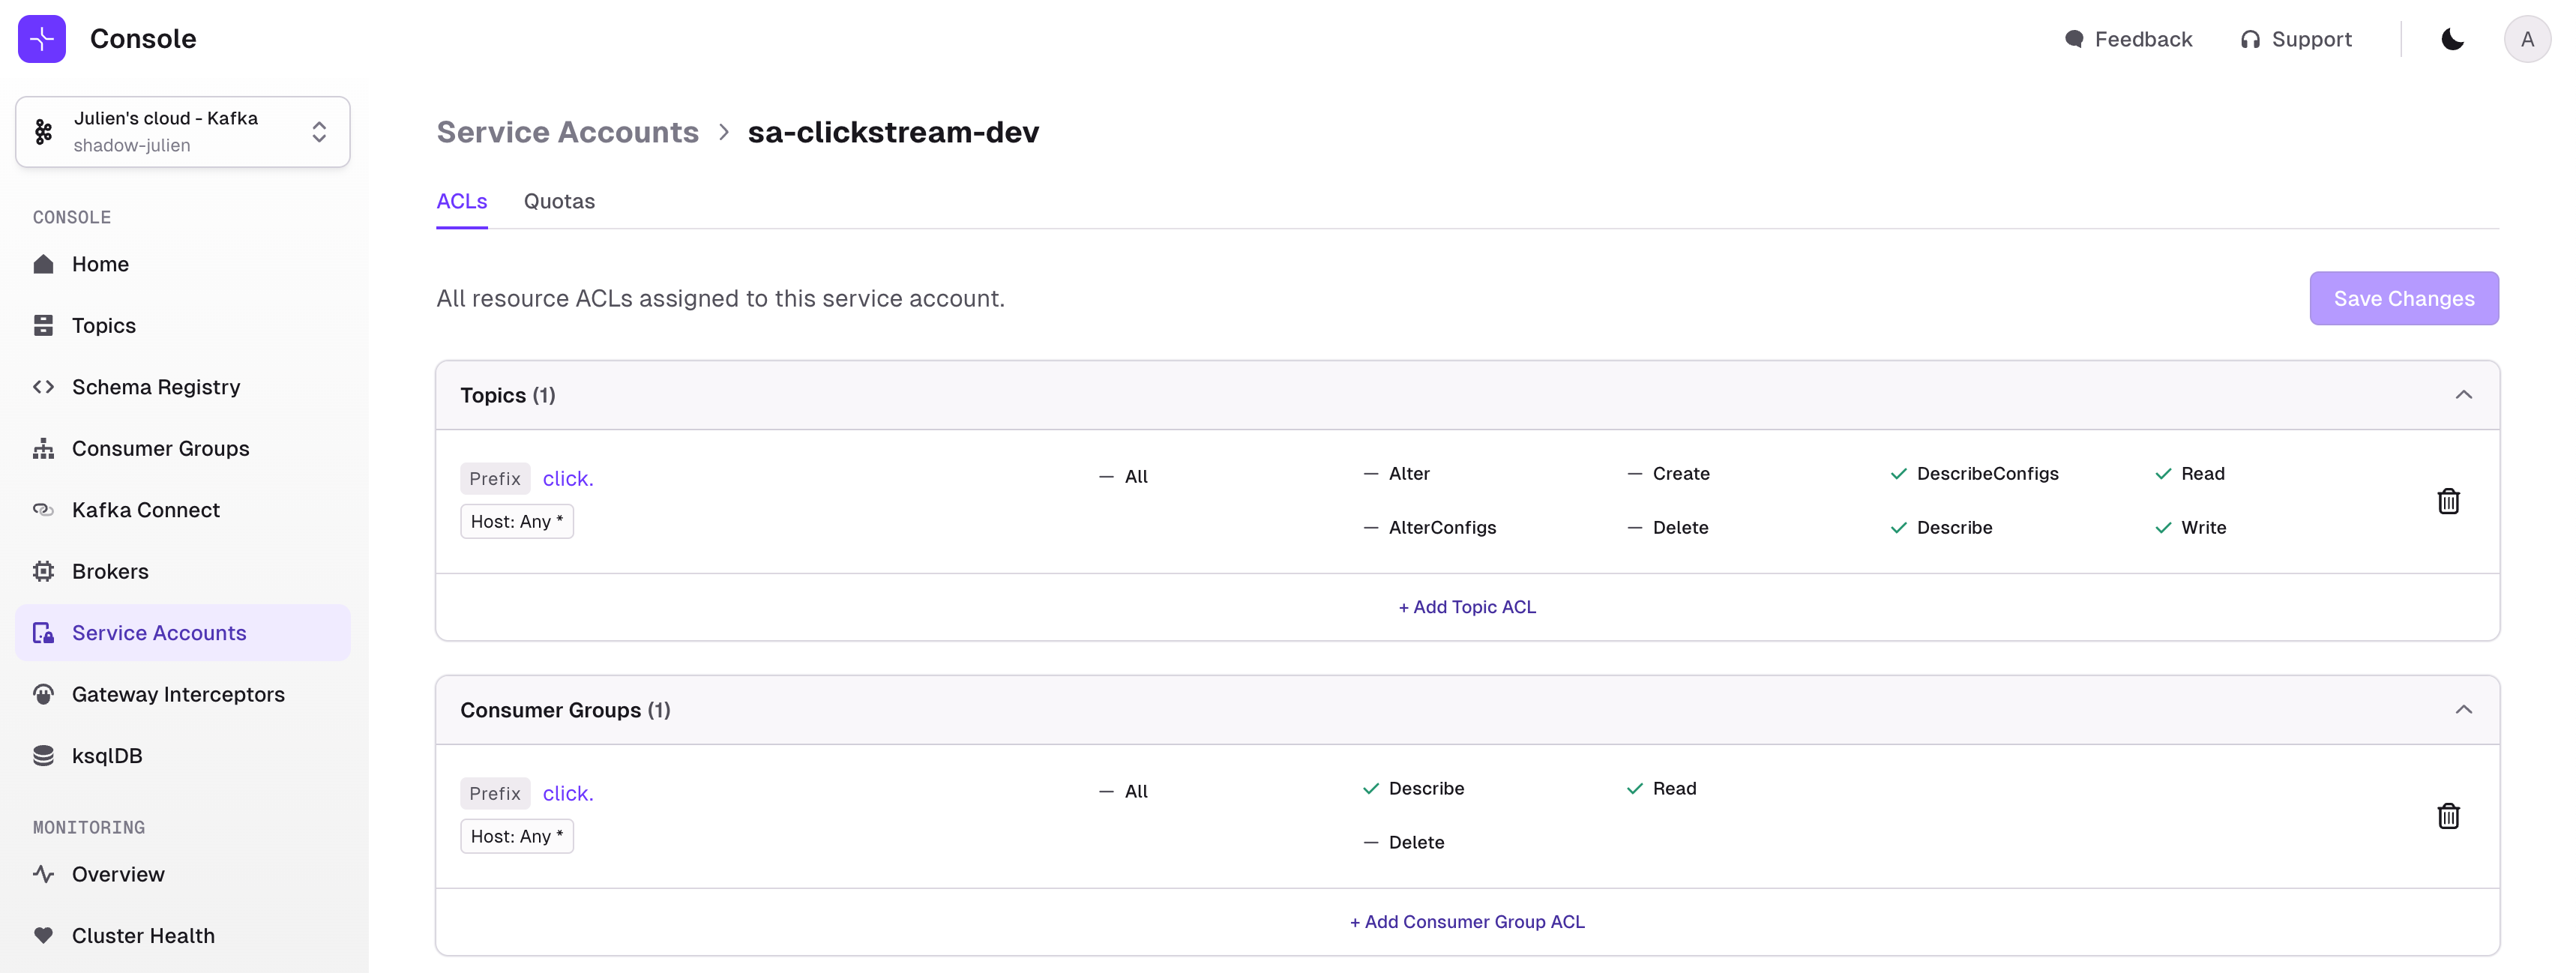 Console
Feedback
Support
A
Julien's cloud - Kafka
shadow-julien
CONSOLE
Home
Topics
Schema Registry
Consumer Groups
Kafka Connect
Brokers
Service Accounts
Gateway Interceptors
ksqlDB
MONITORING
Overview
Cluster Health
Service Accounts > sa-clickstream-dev
ACLs Quotas
All resource ACLs assigned to this service account.
Save Changes
Topics (1)
Prefix click.
Host: Any *
All
Alter Create DescribeConfigs Read
AlterConfigs Delete Describe Write
+ Add Topic ACL
Consumer Groups (1)
Prefix click.
Host: Any *
All
Describe Read
Delete
+ Add Consumer Group ACL